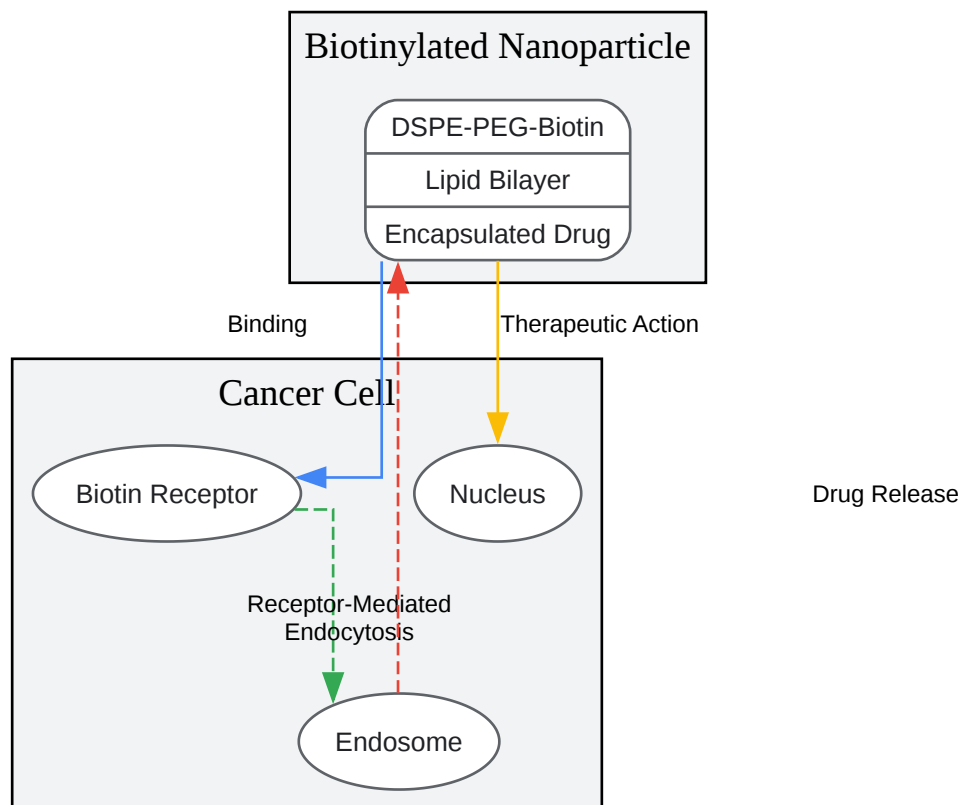 Biotinylated Nanoparticle
DSPE-PEG-Biotin
Lipid Bilayer
Encapsulated Drug
Binding
Therapeutic Action
Cancer Cell
Biotin Receptor
Nucleus
Drug Release
Receptor-Mediated
Endocytosis
Endosome